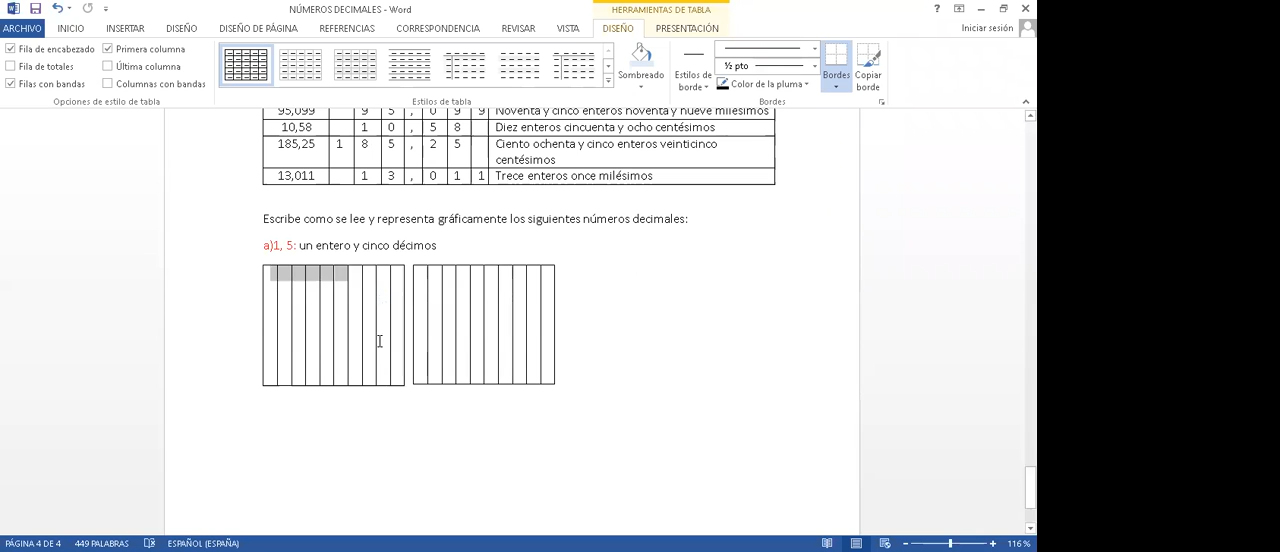 NÚMEROS DECIMALES - Word
HERRAMIENTAS DE TABLA
ARCHIVO INICIO INSERTAR DISEÑO DISEÑO DE PÁGINA REFERENCIAS CORRESPONDENCIA REVISAR VISTA DISEÑO PRESENTACIÓN Iniciar sesión
Fila de encabezado Primera columna
Fila de totales Última columna
Filas con bandas Columnas con bandas
Opciones de estilo de tabla
Estilos de tabla
Sombreado
Estilos de borde
½ pto
Color de la pluma
Bordes
Copiar borde
Bordes
95,099 9 5 , 0 9 9 Noventa y cinco enteros noventa y nueve milésimos
10,58 1 0 , 5 8 Diez enteros cincuenta y ocho centésimos
185,25 1 8 5 , 2 5 Ciento ochenta y cinco enteros veinticinco
centésimos
13,011 1 3 , 0 1 1 Trece enteros once milésimos
Escribe como se lee y representa gráficamente los siguientes números decimales:
a)1, 5: un entero y cinco décimos
PÁGINA 4 DE 4 449 PALABRAS ESPAÑOL (ESPAÑA) 116 %